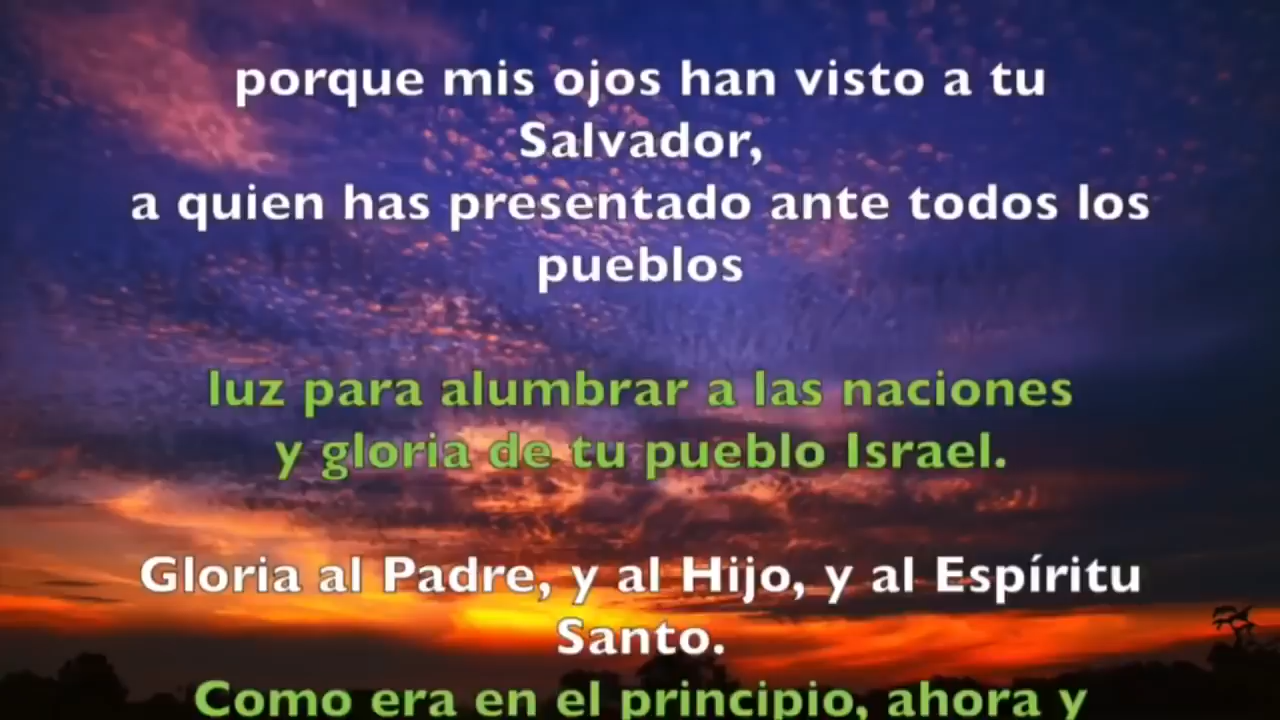 porque mis ojos han visto a tu
Salvador,
a quien has presentado ante todos los
pueblos
luz para alumbrar a las naciones
y gloria de tu pueblo Israel.
Gloria al Padre, y al Hijo, y al Espíritu
Santo.
Como era en el principio, ahora y